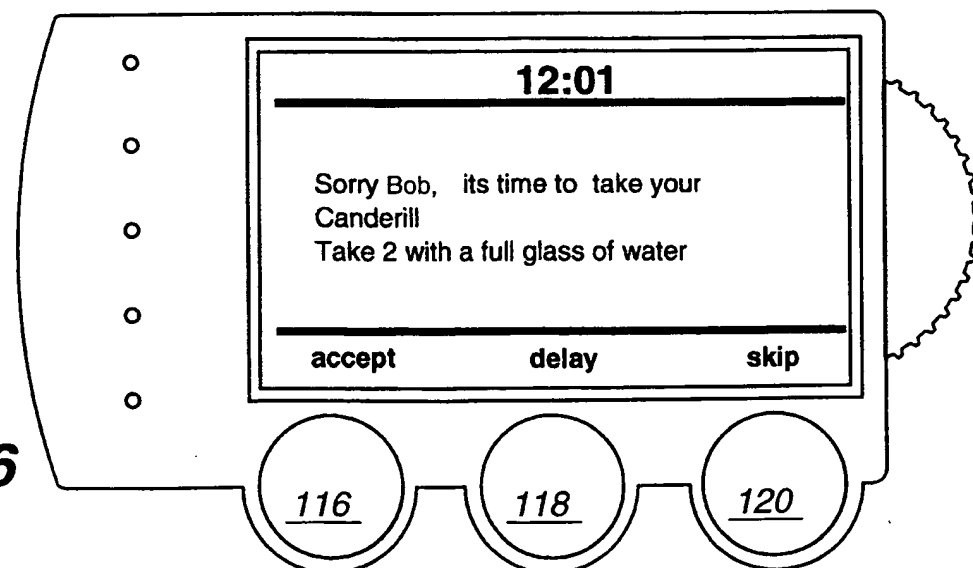 12:01
Sorry Bob, its time to take your
Canderill
Take 2 with a full glass of water
accept delay skip
6
116 118 120